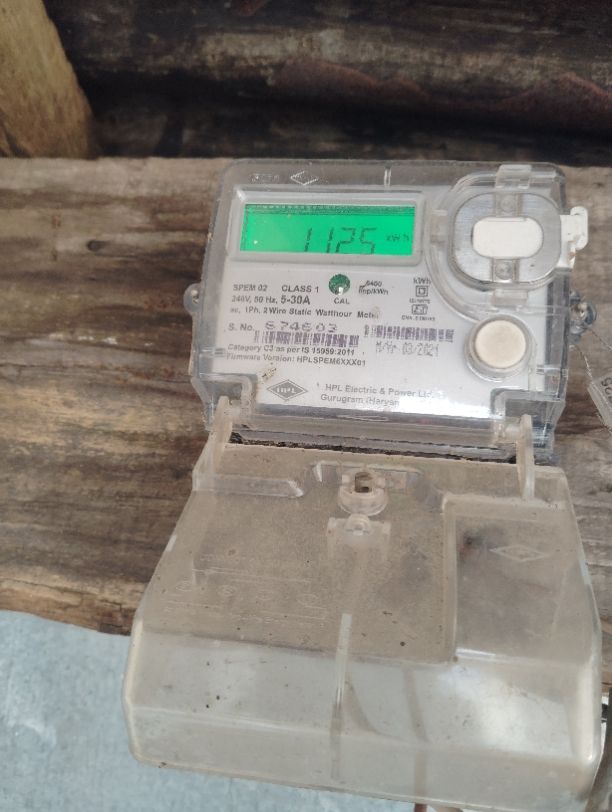 1125 kWh
SPEM 02 CLASS 1
240V, 50 Hz, 5-30A
CAL
6400 imp/kWh
kWh
ac, 1Ph, 2Wire Static Watthour Meter
S. No. 674603
Category C3 as per IS 15959:2011
M/Yr 03/2021
Firmware Version: HPLSPEM6XXX01
HPL
HPL Electric & Power Ltd.
Gurugram (Haryana